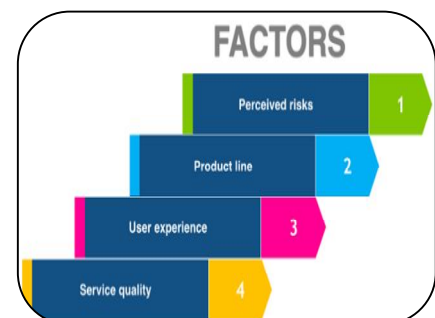 FACTORS
Perceived risks 1
Product line 2
User experience 3
Service quality 4